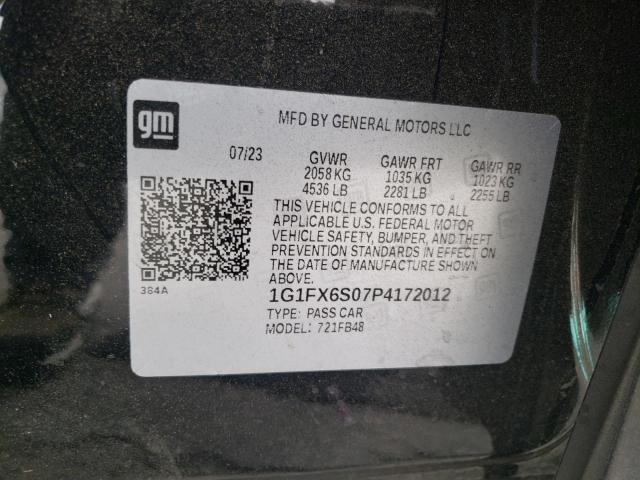 gm
MFD BY GENERAL MOTORS LLC
07/23 GVWR GAWR FRT GAWR RR
2058 KG 1035 KG 1023 KG
4536 LB 2281 LB 2255 LB
THIS VEHICLE CONFORMS TO ALL
APPLICABLE U.S. FEDERAL MOTOR
VEHICLE SAFETY, BUMPER, AND THEFT
PREVENTION STANDARDS IN EFFECT ON
THE DATE OF MANUFACTURE SHOWN
ABOVE.
384A
1G1FX6S07P4172012
TYPE: PASS CAR
MODEL: 721FB48